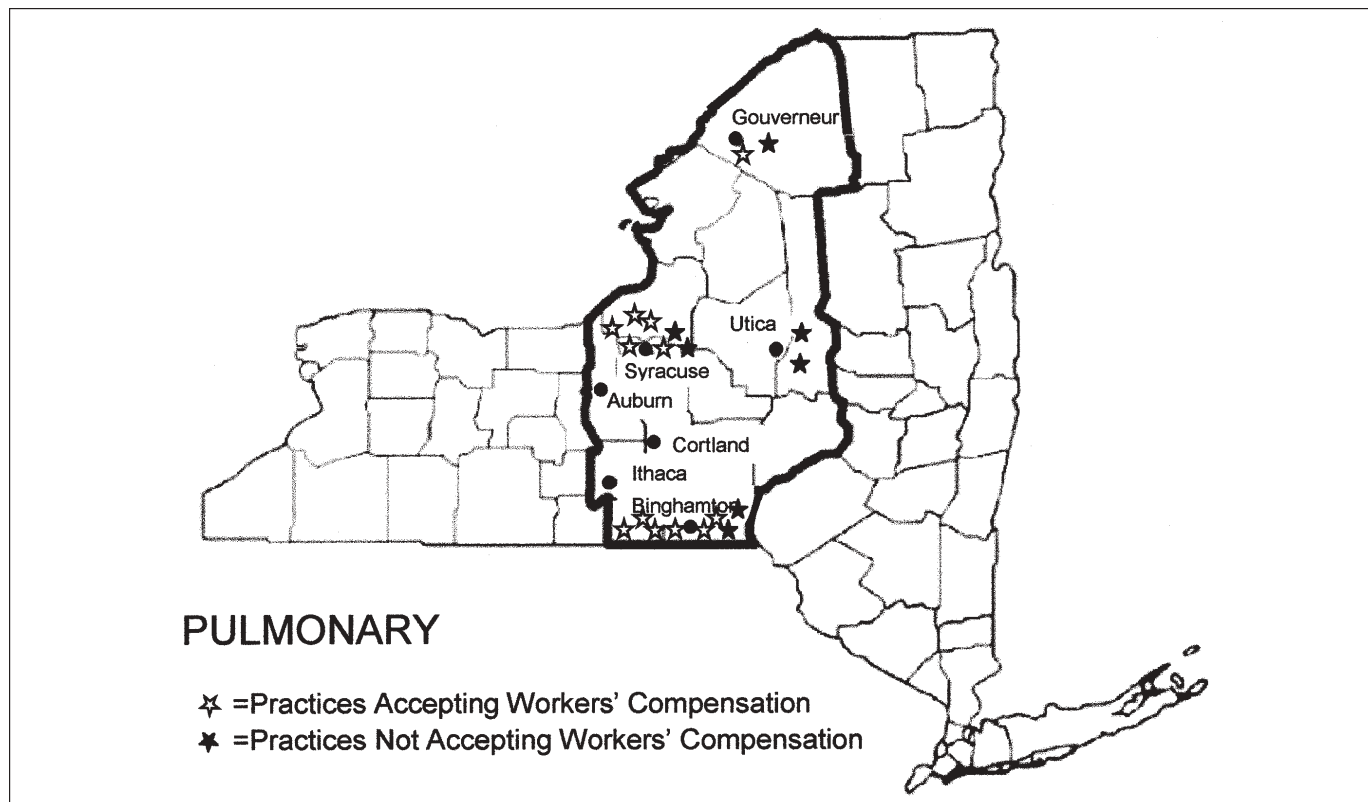 Gouverneur
Utica
Syracuse
Auburn
Cortland
Ithaca
Binghamton
PULMONARY
☆ =Practices Accepting Workers' Compensation
★ =Practices Not Accepting Workers' Compensation